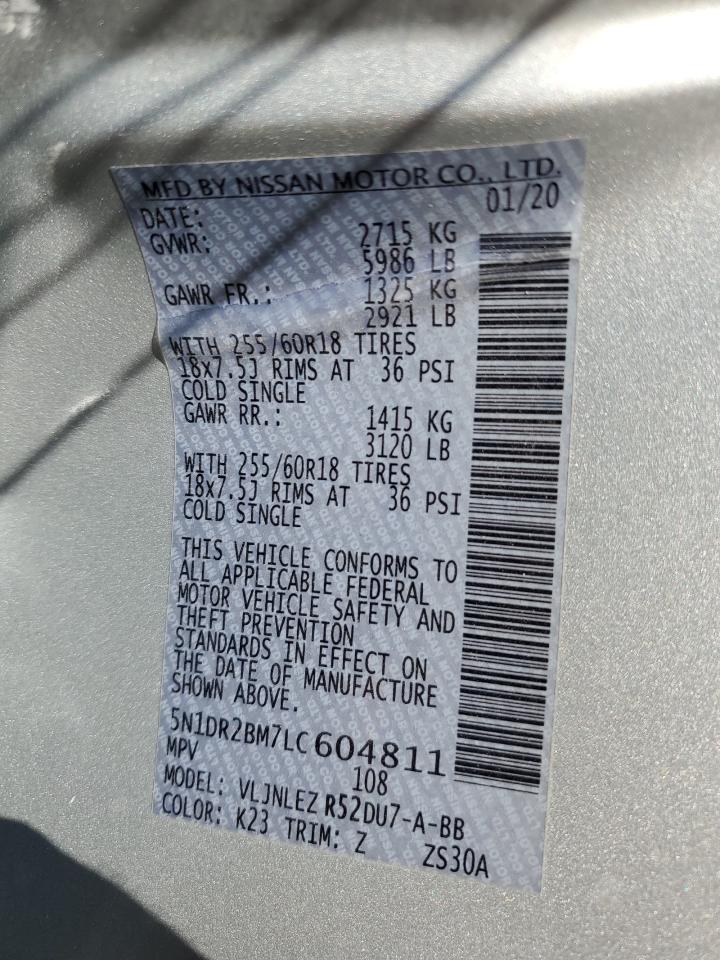 MFD BY NISSAN MOTOR CO., LTD.
DATE: 01/20
GVWR: 2715 KG
5986 LB
GAWR FR.: 1325 KG
2921 LB
WITH 255/60R18 TIRES
18x7.5J RIMS AT 36 PSI
COLD SINGLE
GAWR RR.: 1415 KG
3120 LB
WITH 255/60R18 TIRES
18x7.5J RIMS AT 36 PSI
COLD SINGLE
THIS VEHICLE CONFORMS TO
ALL APPLICABLE FEDERAL
MOTOR VEHICLE SAFETY AND
THEFT PREVENTION
STANDARDS IN EFFECT ON
THE DATE OF MANUFACTURE
SHOWN ABOVE.
5N1DR2BM7LC604811
MPV 108
MODEL: VLJNLEZ R52DU7-A-BB
COLOR: K23 TRIM: Z ZS30A